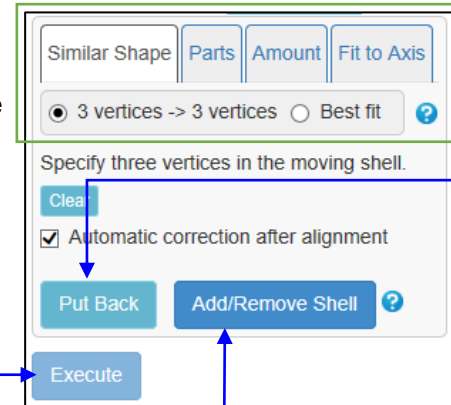 Similar Shape Parts Amount Fit to Axis
e
3 vertices -> 3 vertices Best fit ?
Specify three vertices in the moving shell.
Clear
Automatic correction after alignment
Put Back Add/Remove Shell ?
Execute